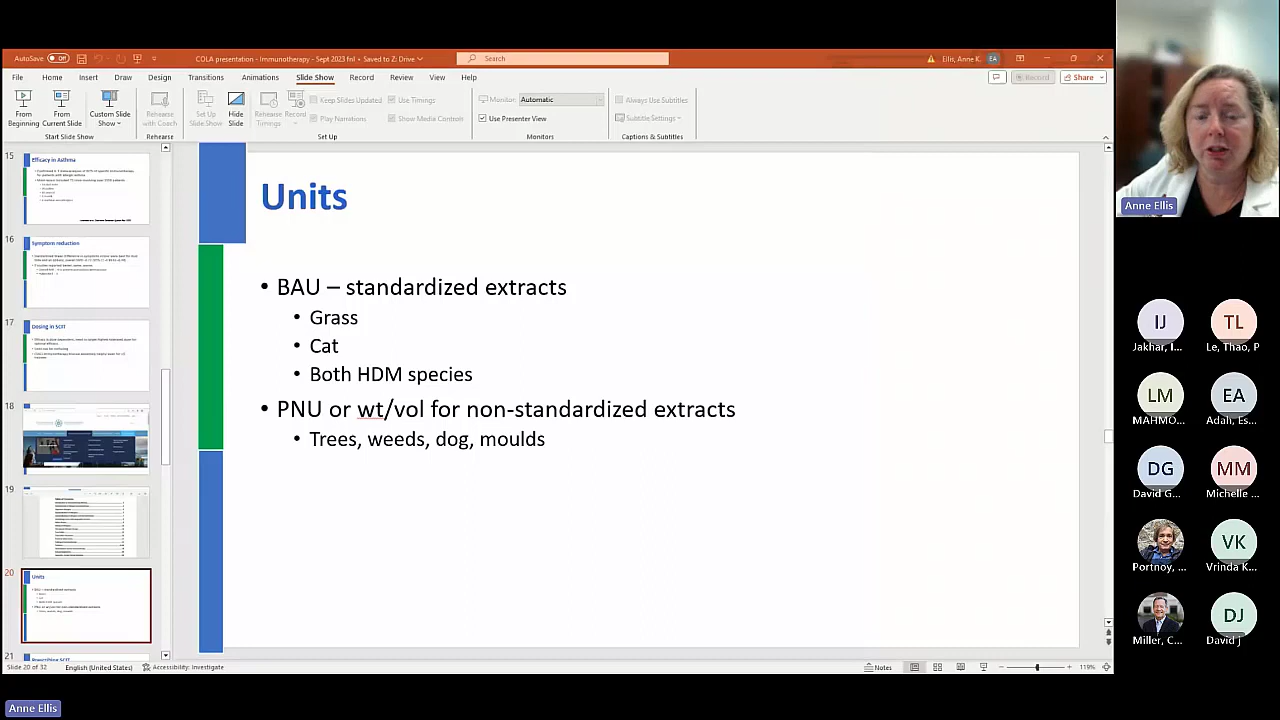 AutoSave Off
COLA presentation - Immunotherapy - Sept 2023 fnl • Saved to Z: Drive
Search
Ellis, Anne K.
EA
File Home Insert Draw Design Transitions Animations Slide Show Record Review View Help
Record
Share
From Beginning
From Current Slide
Custom Slide Show
Rehearse with Coach
Set Up Slide Show
Hide Slide
Rehearse Timings
Record
Keep Slides Updated
Use Timings
Play Narrations
Show Media Controls
Monitor: Automatic
Use Presenter View
Always Use Subtitles
Subtitle Settings
Start Slide Show
Rehearse
Set Up
Monitors
Captions & Subtitles
15
Efficacy in Asthma
16
Symptom reduction
17
Dosing in SCIT
18
19
20
Units
21
Prescribing SCIT
Units
• BAU – standardized extracts
• Grass
• Cat
• Both HDM species
• PNU or wt/vol for non-standardized extracts
• Trees, weeds, dog, moulds
Slide 20 of 32
English (United States)
Accessibility: Investigate
Notes
119%
Anne Ellis
IJ
Jakhar, I...
TL
Le, Thao, P
LM
MAHMO...
EA
Adah, Es...
DG
David G...
MM
Michelle ...
Portnoy, ...
VK
Vrinda K...
Miller, C...
DJ
David J
Anne Ellis